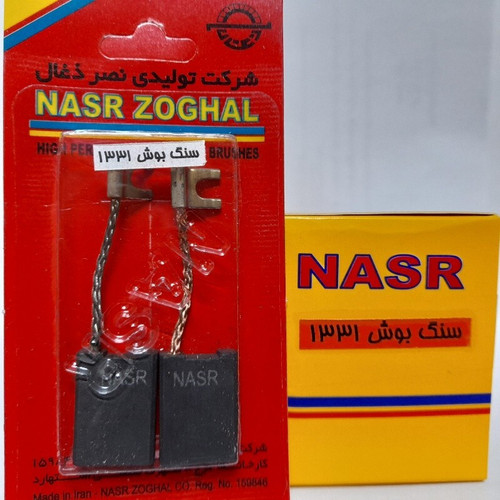 شرکت تولیدی نصر ذغال
NASR ZOGHAL
HIGH PER BRUSHES
سنگ بوش ۱۳۳۱
NASR
NASR
Made in Iran NASR ZOGHAL CO. Reg. No. 159846
NASR
سنگ بوش ۱۳۳۱